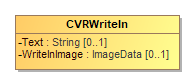 CVRWriteIn
-Text : String [0..1]
-WriteInImage : ImageData [0..1]